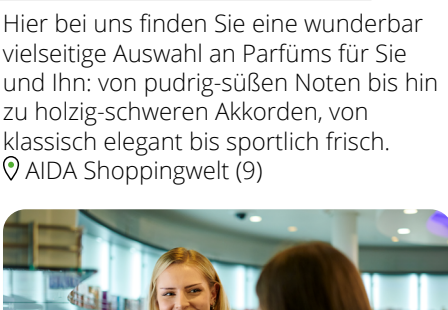 Hier bei uns finden Sie eine wunderbar
vielseitige Auswahl an Parfüms für Sie
und Ihn: von pudrig-süßen Noten bis hin
zu holzig-schweren Akkorden, von
klassisch elegant bis sportlich frisch.
AIDA Shoppingwelt (9)